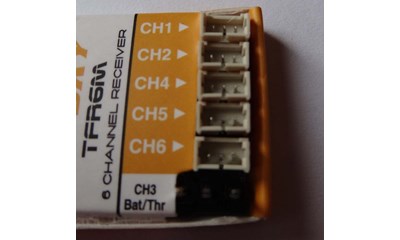 CH1
CH2
CH4
CH5
CH6
CH3
Bat/Thr
TFR6M
6 CHANNEL RECEIVER